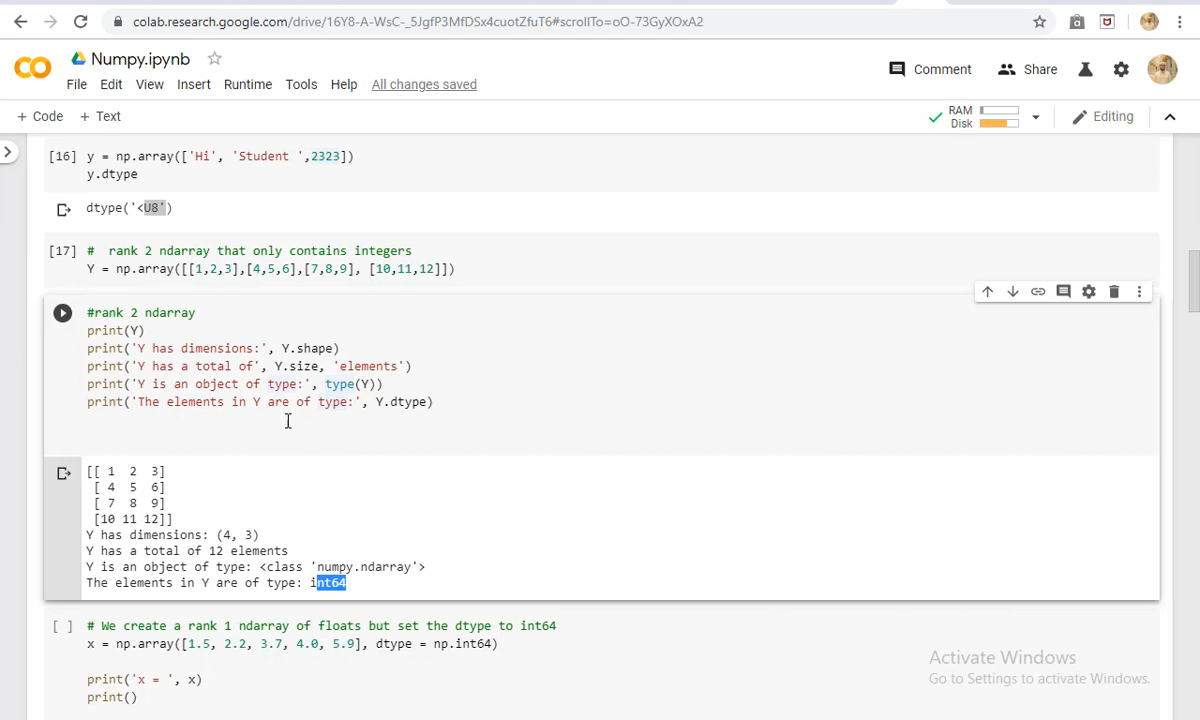 colab.research.google.com/drive/16Y8-A-WsC-_5JgfP3MfDSx4cuotZfuT6#scrollTo=oO-73GyXOxA2
Numpy.ipynb
Comment
Share
File Edit View Insert Runtime Tools Help All changes saved
+ Code + Text
RAM
Disk
Editing
[16] y = np.array(['Hi', 'Student ',2323])
y.dtype
dtype('<U8')
[17] #  rank 2 ndarray that only contains integers
Y = np.array([[1,2,3],[4,5,6],[7,8,9], [10,11,12]])
#rank 2 ndarray
print(Y)
print('Y has dimensions:', Y.shape)
print('Y has a total of', Y.size, 'elements')
print('Y is an object of type:', type(Y))
print('The elements in Y are of type:', Y.dtype)
[[ 1  2  3]
[ 4  5  6]
[ 7  8  9]
[10 11 12]]
Y has dimensions: (4, 3)
Y has a total of 12 elements
Y is an object of type: <class 'numpy.ndarray'>
The elements in Y are of type: int64
[ ] # We create a rank 1 ndarray of floats but set the dtype to int64
x = np.array([1.5, 2.2, 3.7, 4.0, 5.9], dtype = np.int64)
print('x = ', x)
print()
Activate Windows
Go to Settings to activate Windows.